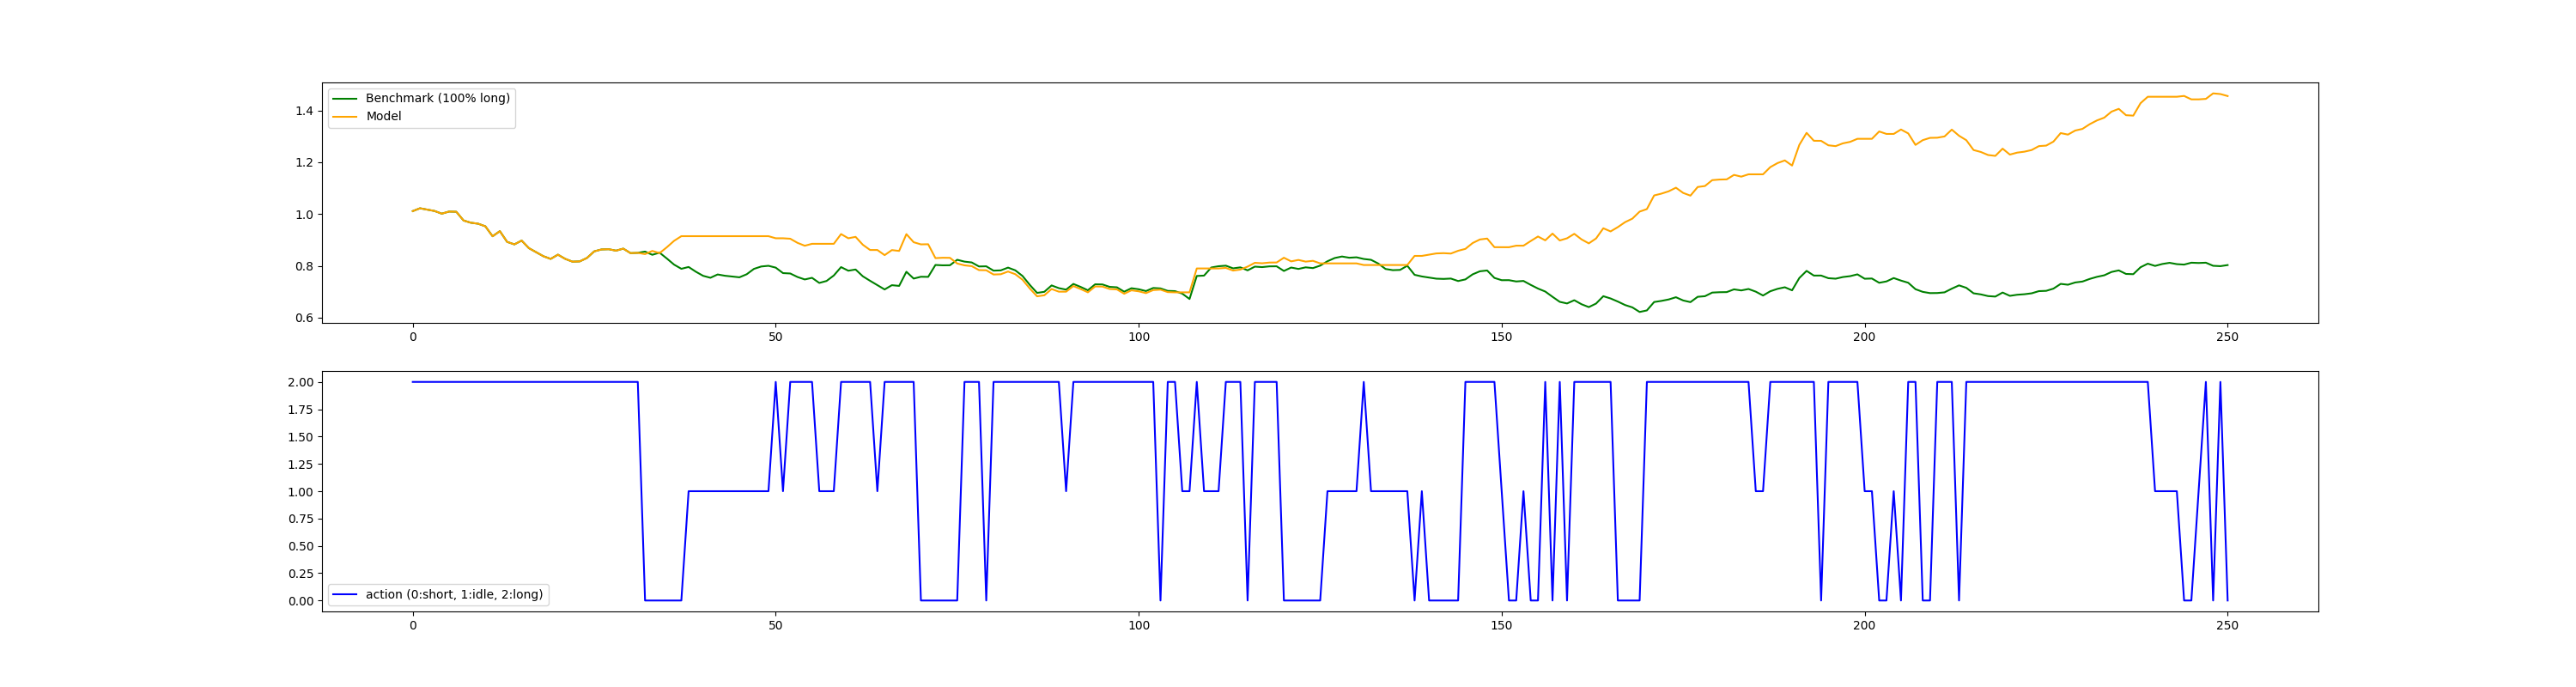 Benchmark (100% long)
Model
1.4
1.2
1.0
0.8
0.6
0 50 100 150 200 250
2.00
1.75
1.50
1.25
1.00
0.75
0.50
0.25
0.00
action (0:short, 1:idle, 2:long)
0 50 100 150 200 250